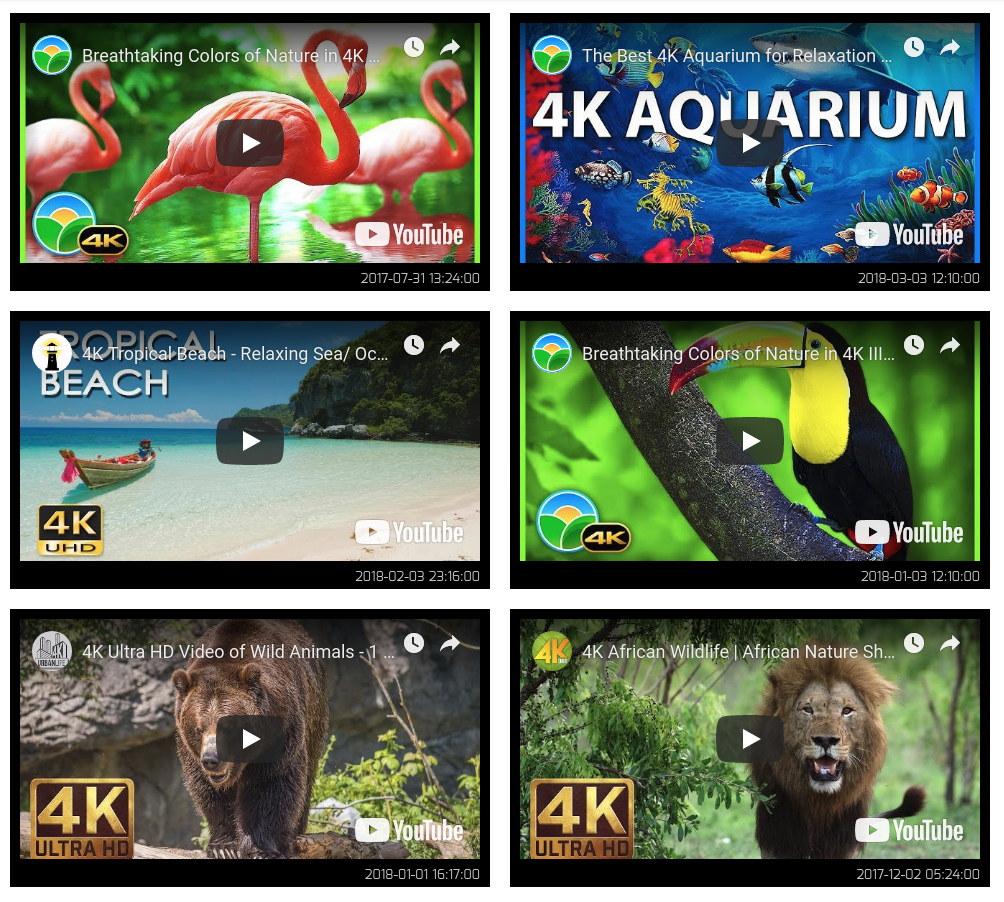 Breathtaking Colors of Nature in 4K ...
4K
YouTube
2017-07-31 13:24:00
The Best 4K Aquarium for Relaxation ...
4K AQUARIUM
YouTube
2018-03-03 12:10:00
TROPICAL
4K Tropical Beach - Relaxing Sea/ Oc...
BEACH
4K
UHD
YouTube
2018-02-03 23:16:00
Breathtaking Colors of Nature in 4K III...
4K
YouTube
2018-01-03 12:10:00
4K Ultra HD Video of Wild Animals - 1 ...
URBANLIFE
4K
ULTRA HD
YouTube
2018-01-01 16:17:00
4K African Wildlife | African Nature Sh...
4K
4K
ULTRA HD
YouTube
2017-12-02 05:24:00